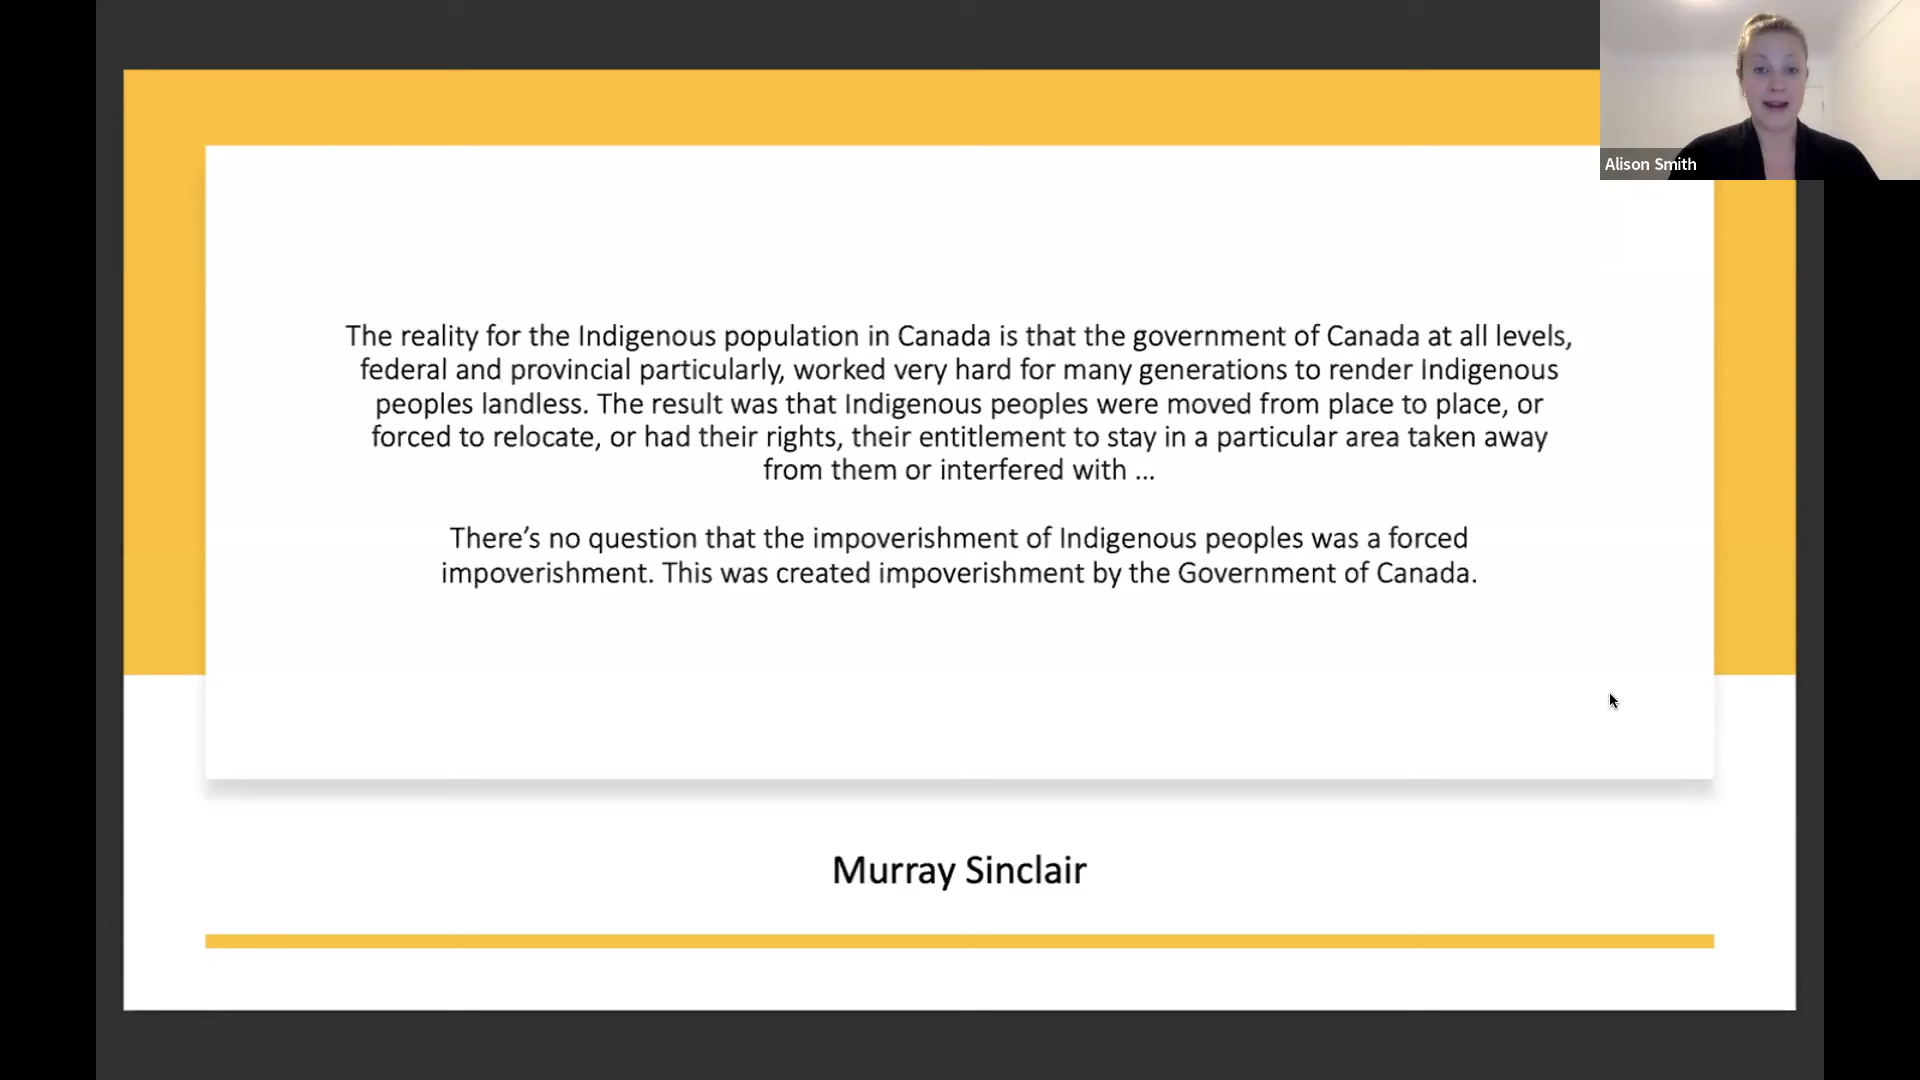 Alison Smith
The reality for the Indigenous population in Canada is that the government of Canada at all levels,
federal and provincial particularly, worked very hard for many generations to render Indigenous
peoples landless. The result was that Indigenous peoples were moved from place to place, or
forced to relocate, or had their rights, their entitlement to stay in a particular area taken away
from them or interfered with ...
There’s no question that the impoverishment of Indigenous peoples was a forced
impoverishment. This was created impoverishment by the Government of Canada.
Murray Sinclair